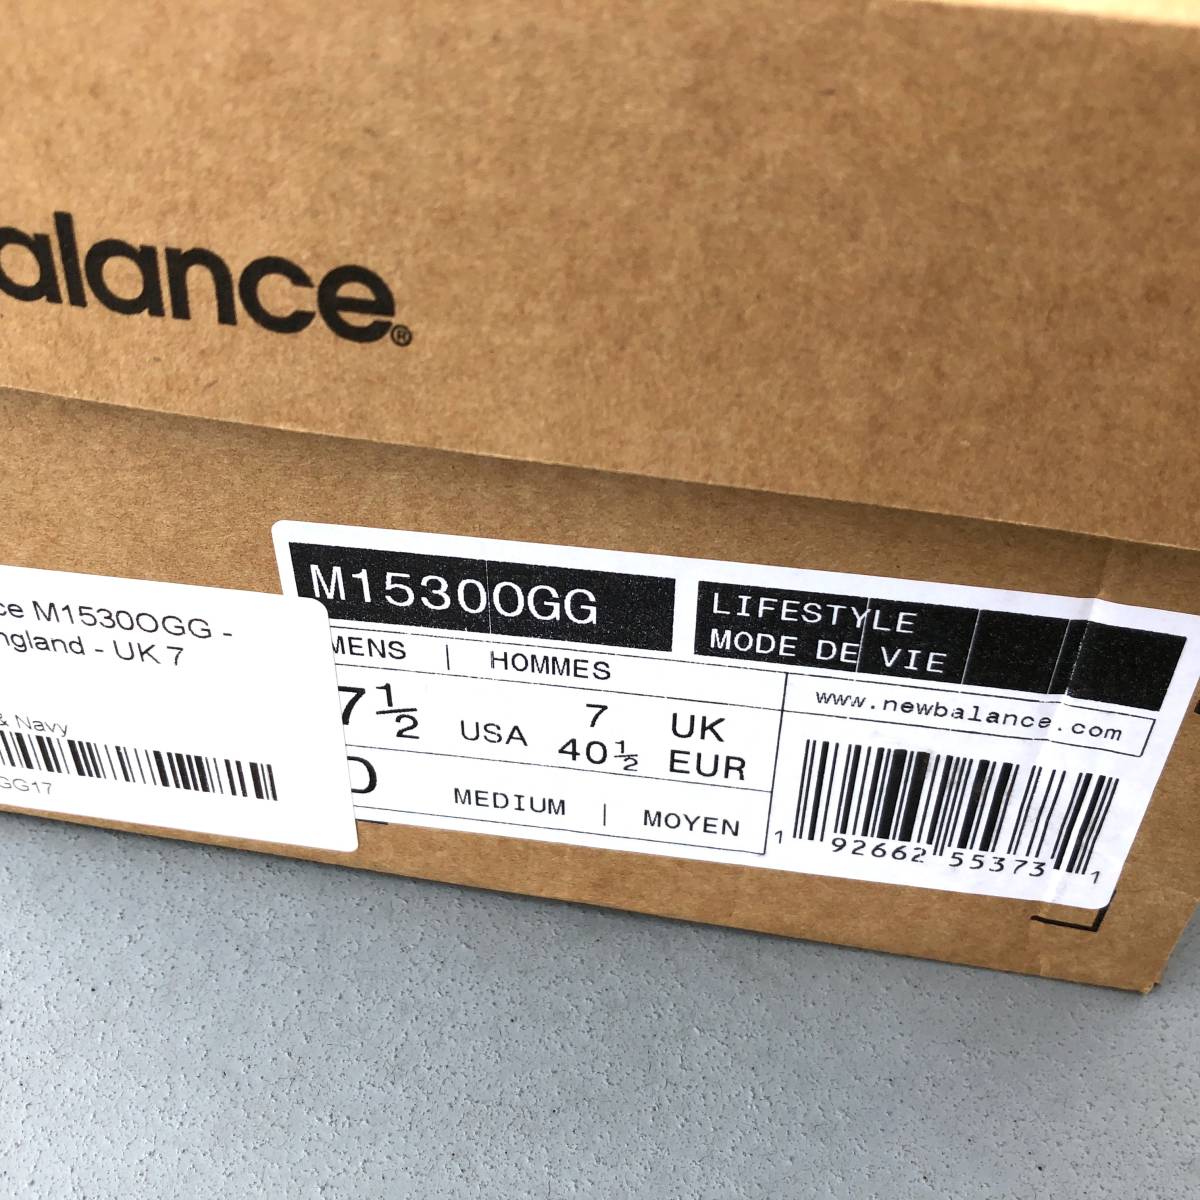 alance®
M1530OGG
LIFESTYLE
MODE DE VIE
MENS | HOMMES
7½ USA 7 UK
40½ EUR
D MEDIUM | MOYEN
www.newbalance.com
1 92662 55373 1
ce M1530OGG -
ngland - UK 7
& Navy
GG17